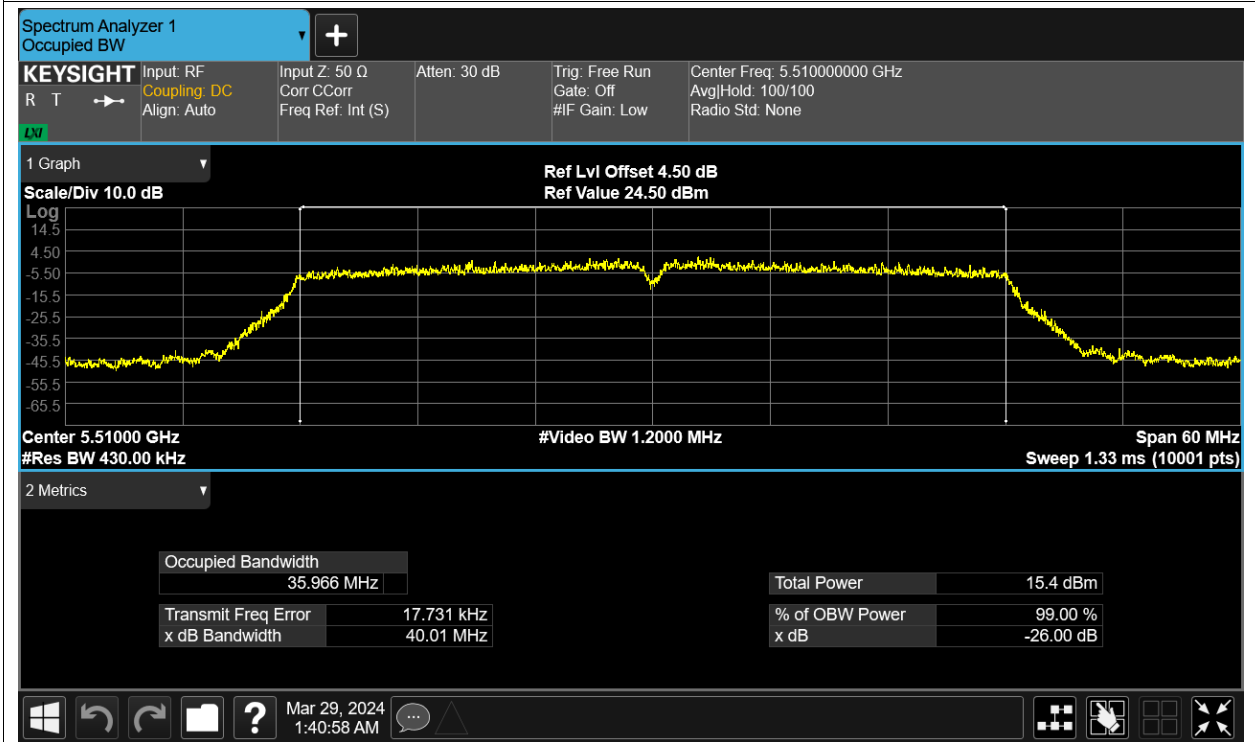 Spectrum Analyzer 1
Occupied BW
KEYSIGHT
R T
LXI
Input: RF
Coupling: DC
Align: Auto
Input Z: 50 Ω
Corr CCorr
Freq Ref: Int (S)
Atten: 30 dB
Trig: Free Run
Gate: Off
#IF Gain: Low
Center Freq: 5.510000000 GHz
Avg|Hold: 100/100
Radio Std: None
1 Graph
Scale/Div 10.0 dB
Ref Lvl Offset 4.50 dB
Ref Value 24.50 dBm
Log
14.5
4.50
-5.50
-15.5
-25.5
-35.5
-45.5
-55.5
-65.5
Center 5.51000 GHz
#Video BW 1.2000 MHz
Span 60 MHz
#Res BW 430.00 kHz
Sweep 1.33 ms (10001 pts)
2 Metrics
Occupied Bandwidth
35.966 MHz
Transmit Freq Error 17.731 kHz
x dB Bandwidth 40.01 MHz
Total Power 15.4 dBm
% of OBW Power 99.00 %
x dB -26.00 dB
?
Mar 29, 2024
1:40:58 AM